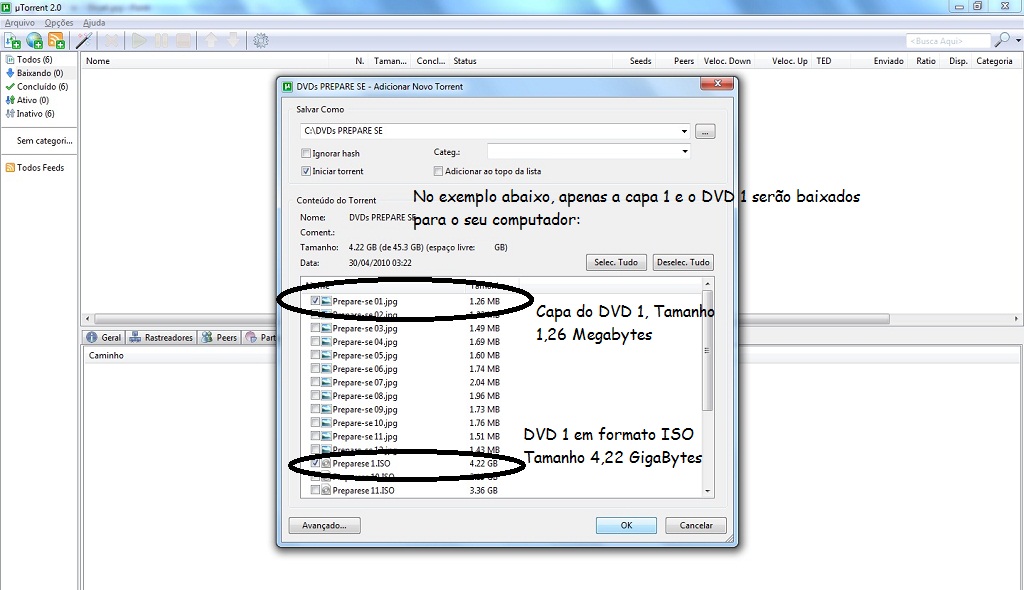 µTorrent 2.0
Arquivo Opções Ajuda
<Busca Aqui>
Todos (6)
Baixando (0)
Concluído (6)
Ativo (0)
Inativo (6)
Sem categori...
Todos Feeds
Nome N. Taman... Concl... Status Seeds Peers Veloc. Down Veloc. Up TED Enviado Ratio Disp. Categoria
DVDs PREPARE SE - Adicionar Novo Torrent
Salvar Como
C:\DVDs PREPARE SE
...
Ignorar hash Categ.:
Iniciar torrent Adicionar ao topo da lista
No exemplo abaixo, apenas a capa 1 e o DVD 1 serão baixados
para o seu computador:
Conteúdo do Torrent
Nome: DVDs PREPARE SE
Coment.:
Tamanho: 4.22 GB (de 45.3 GB) (espaço livre: GB)
Data: 30/04/2010 03:22
Selec. Tudo Deselec. Tudo
Prepare-se 01.jpg 1.26 MB
Prepare-se 02.jpg
Prepare-se 03.jpg 1.49 MB
Prepare-se 04.jpg 1.69 MB
Prepare-se 05.jpg 1.60 MB
Prepare-se 06.jpg 1.74 MB
Prepare-se 07.jpg 2.04 MB
Prepare-se 08.jpg 1.96 MB
Prepare-se 09.jpg 1.73 MB
Prepare-se 10.jpg 1.76 MB
Prepare-se 11.jpg 1.51 MB
Prepare-se 12.jpg 1.43 MB
Preparese 1.ISO 4.22 GB
Preparese 10.ISO
Preparese 11.ISO 3.36 GB
Capa do DVD 1, Tamanho
1,26 Megabytes
DVD 1 em formato ISO
Tamanho 4,22 GigaBytes
Avançado... OK Cancelar
Geral Rastreadores Peers Part
Caminho